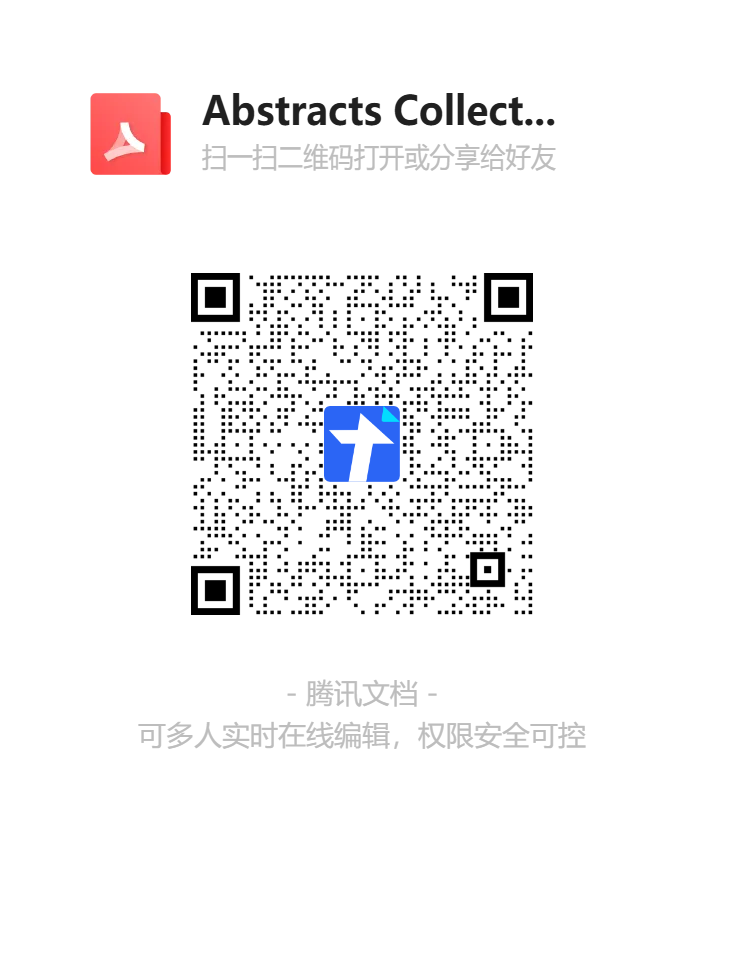 Abstracts Collect...
扫一扫二维码打开或分享给好友
- 腾讯文档 -
可多人实时在线编辑，权限安全可控